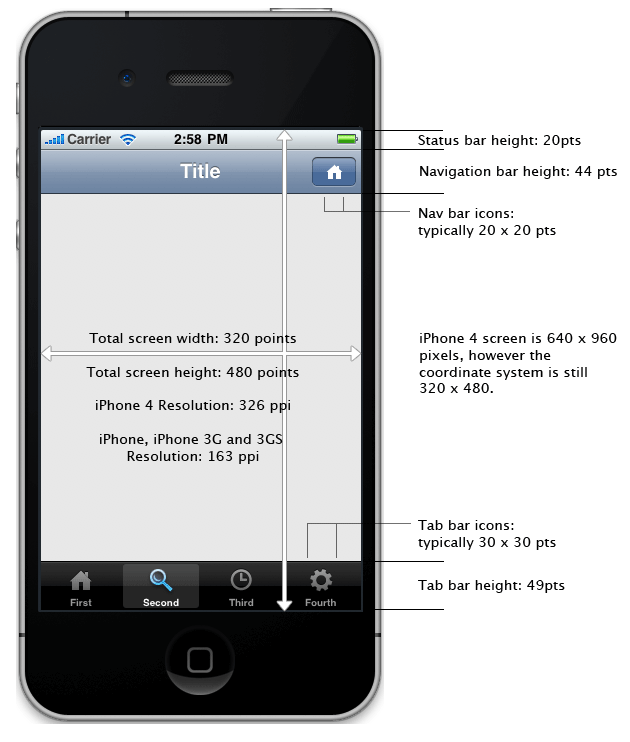 Carrier 2:58 PM
Status bar height: 20pts
Title
Navigation bar height: 44 pts
Nav bar icons:
typically 20 x 20 pts
Total screen width: 320 points
Total screen height: 480 points
iPhone 4 Resolution: 326 ppi
iPhone, iPhone 3G and 3GS
Resolution: 163 ppi
iPhone 4 screen is 640 x 960
pixels, however the
coordinate system is still
320 x 480.
Tab bar icons:
typically 30 x 30 pts
Tab bar height: 49pts
First Second Third Fourth